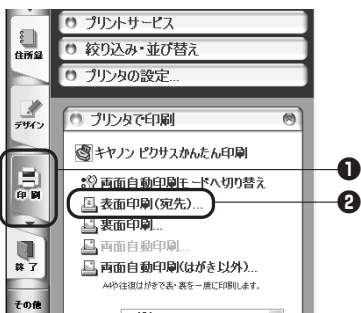 住所録
デザイン
印刷
終了
その他
プリントサービス
絞り込み・並び替え
プリンタの設定...
プリンタで印刷
キヤノン ピクサスかんたん印刷
両面自動印刷モードへ切り替え
表面印刷(宛先)...
裏面印刷...
両面自動印刷...
両面自動印刷(はがき以外)...
A4や往復はがきで表・裏を一度に印刷します。
❶
❷